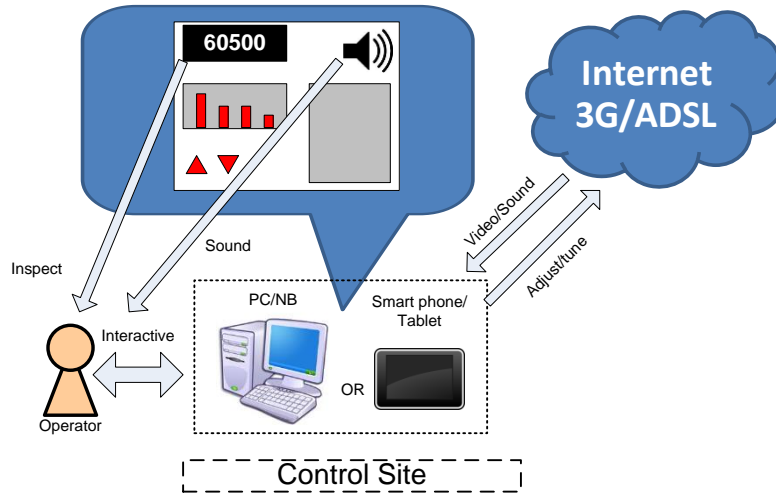 60500
Internet
3G/ADSL
Video/Sound
Adjust/tune
Sound
Inspect
PC/NB
Smart phone/
Tablet
Interactive
OR
Operator
Control Site